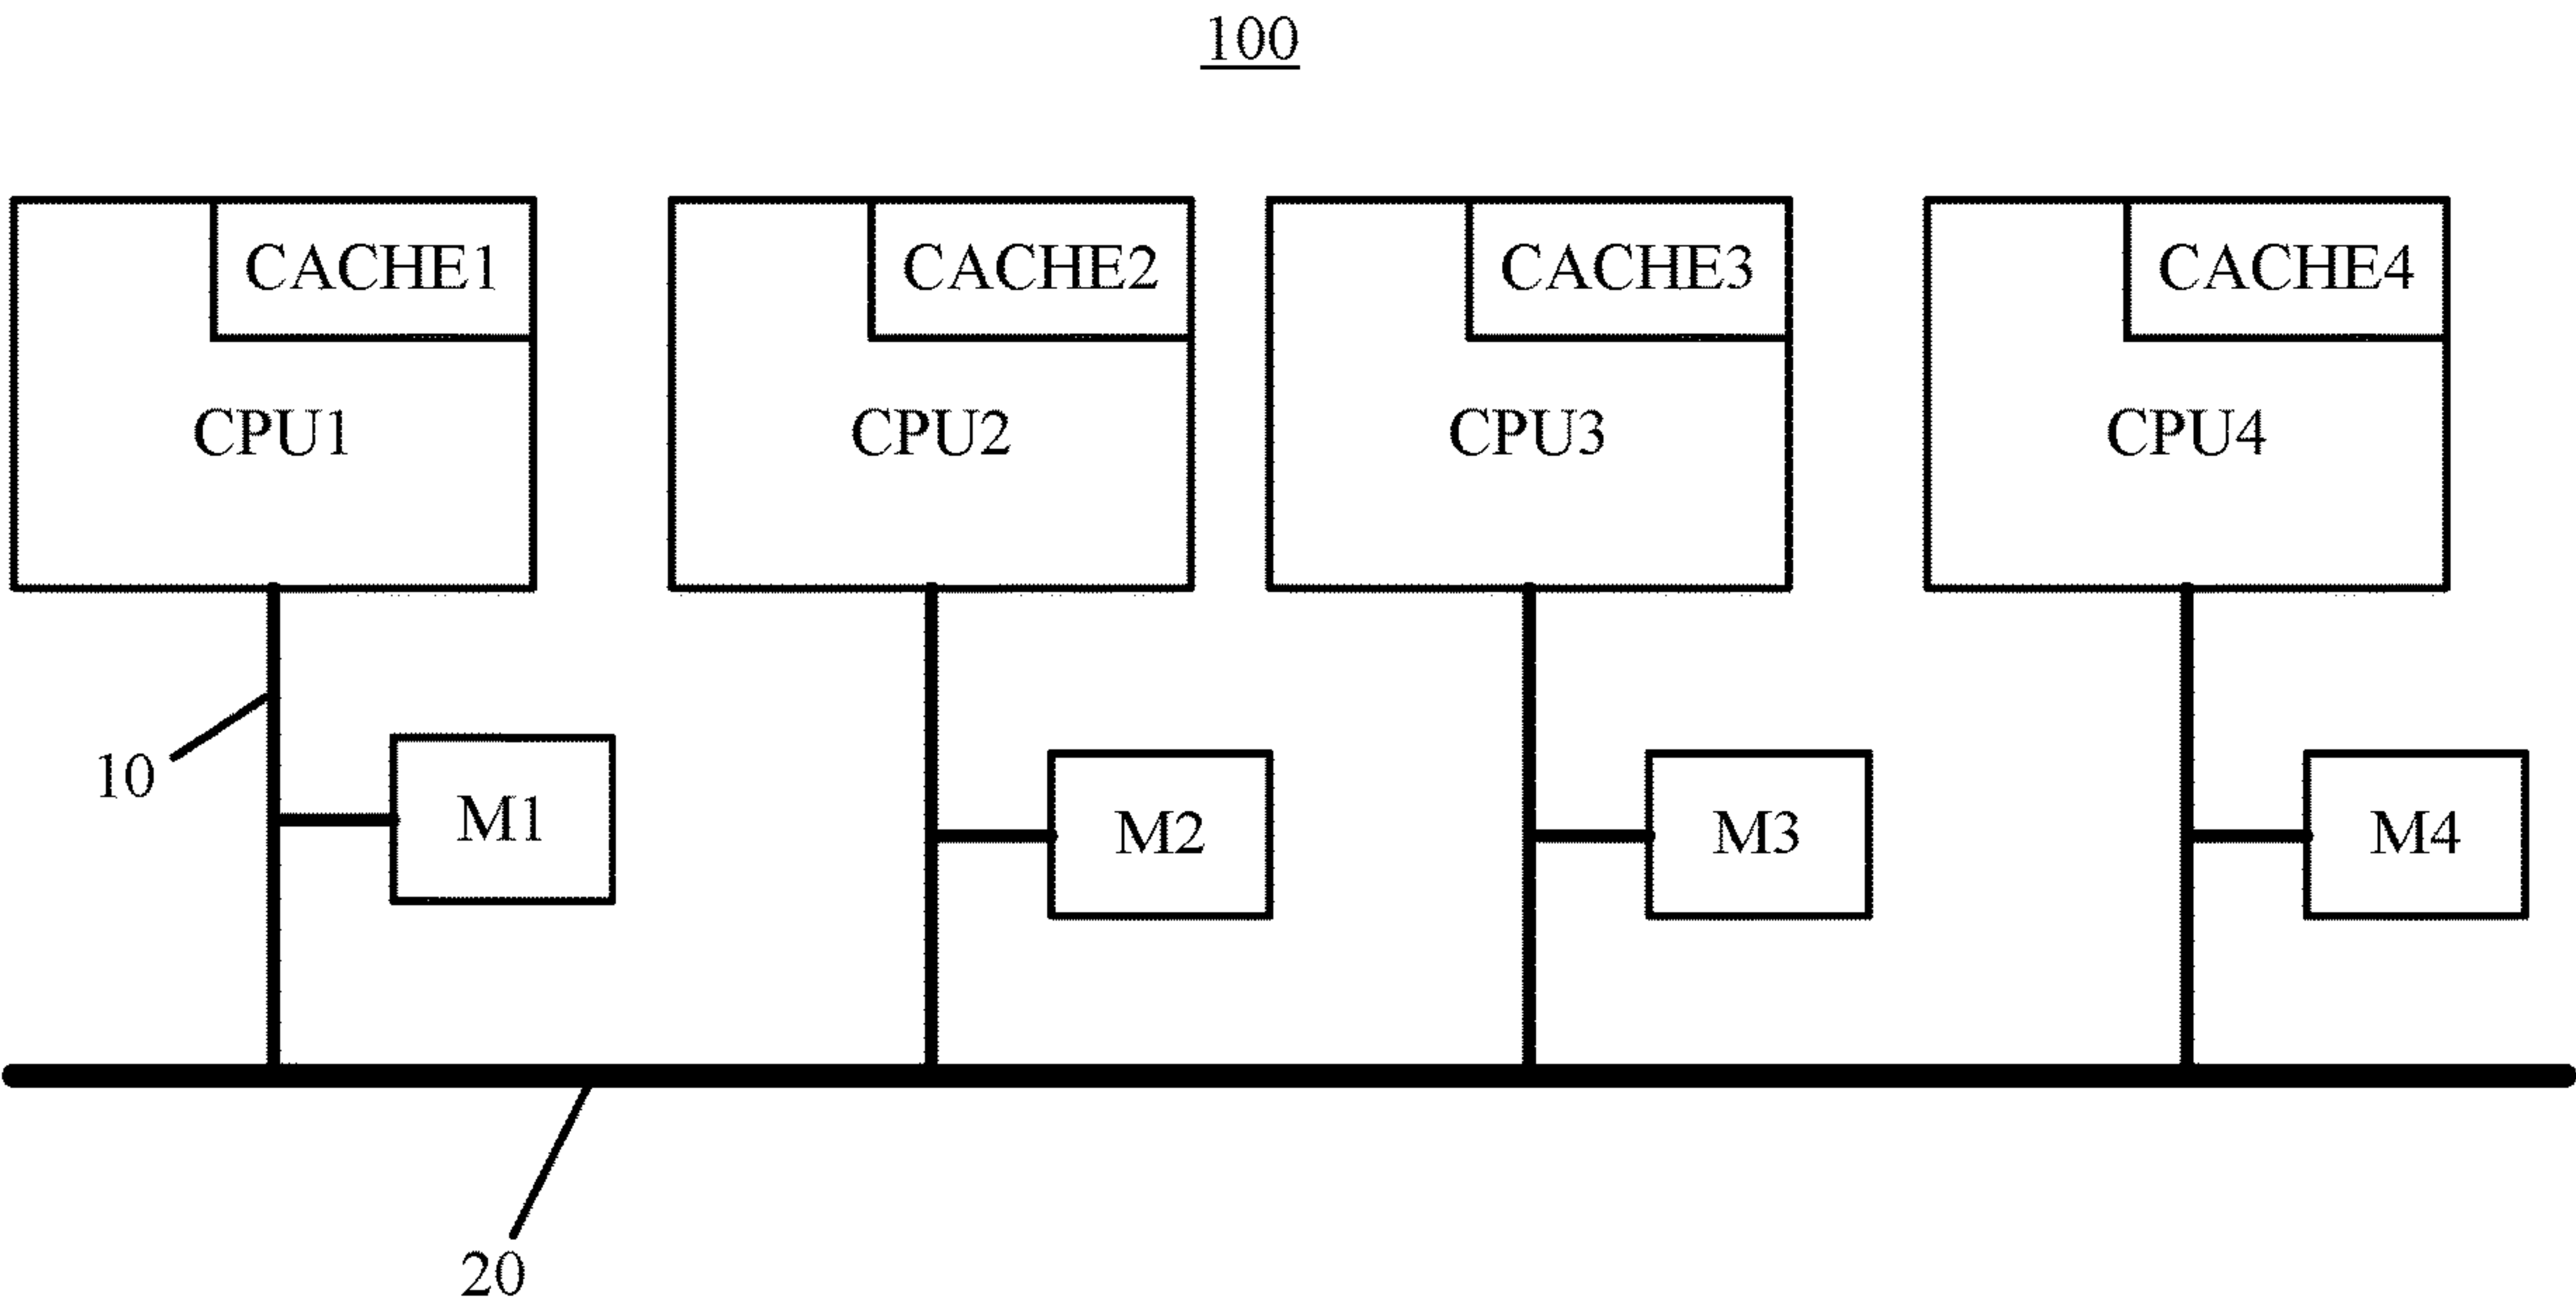 100
CACHE1 CACHE2 CACHE3 CACHE4
CPU1 CPU2 CPU3 CPU4
10
M1 M2 M3 M4
20